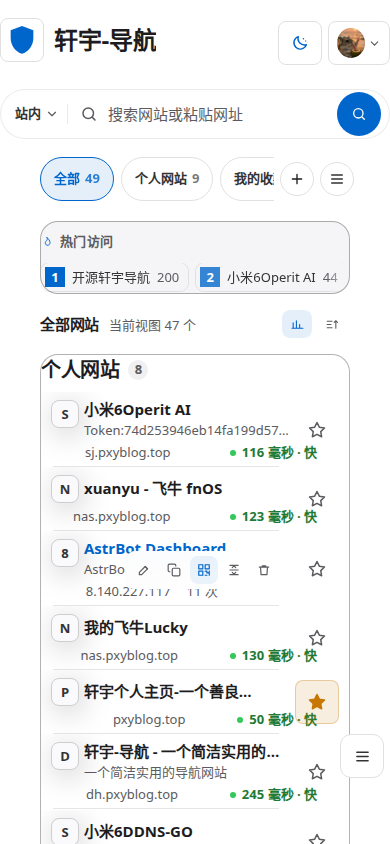 轩宇-导航
站内 搜索网站或粘贴网址
全部 49 个人网站 9 我的收
热门访问
1 开源轩宇导航 200 2 小米6Operit AI 44
全部网站 当前视图 47 个
个人网站 8
S 小米6Operit AI
Token:74d253946eb14fa199d57...
sj.pxyblog.top 116 毫秒 · 快
N xuanyu - 飞牛 fnOS
nas.pxyblog.top 123 毫秒 · 快
8 AstrBot Dashboard
AstrBo
8.140.227.117 11 次
N 我的飞牛Lucky
nas.pxyblog.top 130 毫秒 · 快
P 轩宇个人主页-一个善良...
pxyblog.top 50 毫秒 · 快
D 轩宇-导航 - 一个简洁实用的...
一个简洁实用的导航网站
dh.pxyblog.top 245 毫秒 · 快
S 小米6DDNS-GO